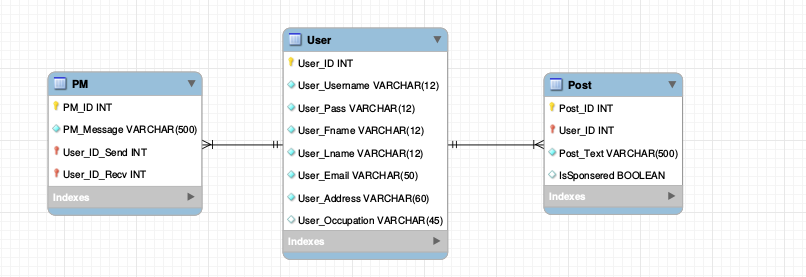 PM
PM_ID INT
PM_Message VARCHAR(500)
User_ID_Send INT
User_ID_Recv INT
Indexes
User
User_ID INT
User_Username VARCHAR(12)
User_Pass VARCHAR(12)
User_Fname VARCHAR(12)
User_Lname VARCHAR(12)
User_Email VARCHAR(50)
User_Address VARCHAR(60)
User_Occupation VARCHAR(45)
Indexes
Post
Post_ID INT
User_ID INT
Post_Text VARCHAR(500)
IsSponsered BOOLEAN
Indexes